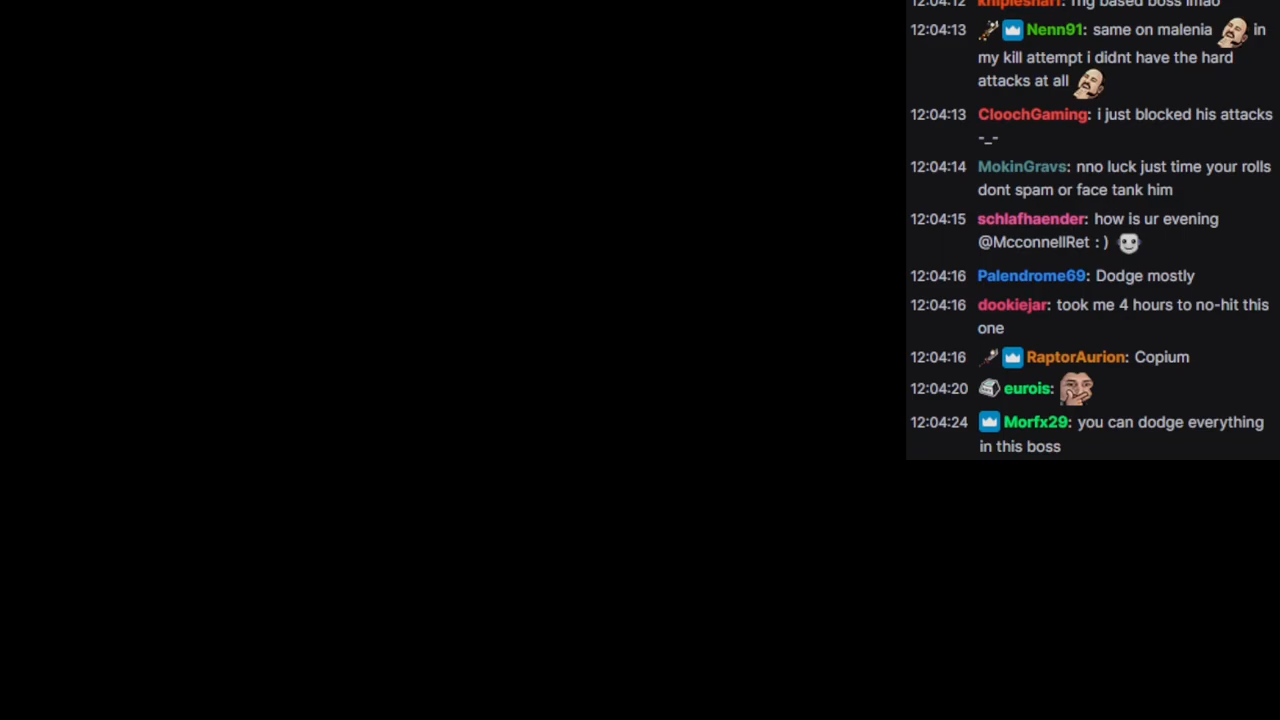 12:04:12 kniplesharf: rng based boss lmao
12:04:13 Nenn91: same on malenia in
my kill attempt i didnt have the hard
attacks at all
12:04:13 CloochGaming: i just blocked his attacks
-_-
12:04:14 MokinGravs: nno luck just time your rolls
dont spam or face tank him
12:04:15 schlafhaender: how is ur evening
@McconnellRet : )
12:04:16 Palendrome69: Dodge mostly
12:04:16 dookiejar: took me 4 hours to no-hit this
one
12:04:16 RaptorAurion: Copium
12:04:20 eurois:
12:04:24 Morfx29: you can dodge everything
in this boss